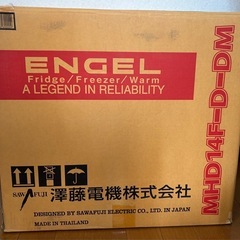 ENGEL
Fridge/Freezer/Warm
A LEGEND IN RELIABILITY
MHD14F-D-DM
SAWAFUJI
澤藤電機株式会社
DESIGNED BY SAWAFUJI ELECTRIC CO., LTD. IN JAPAN
MADE IN THAILAND